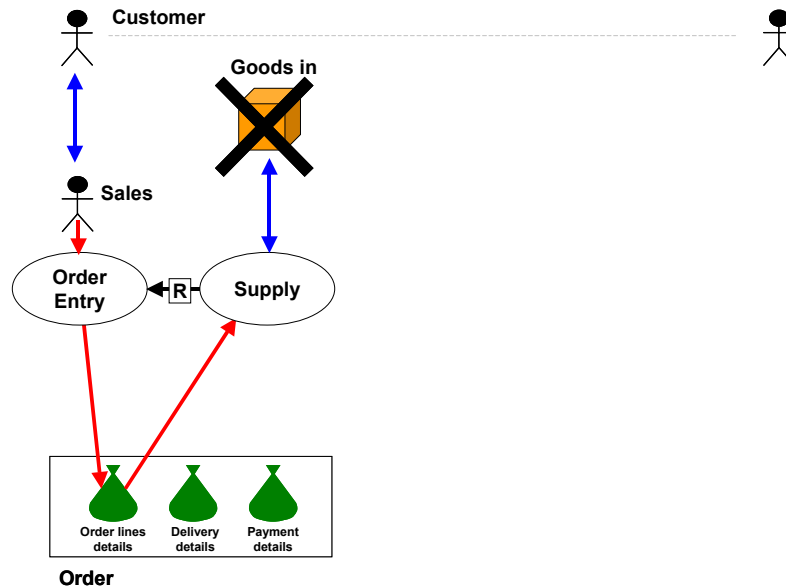 Customer
Goods in
Sales
Order
Entry
R
Supply
Order lines
details
Delivery
details
Payment
details
Order